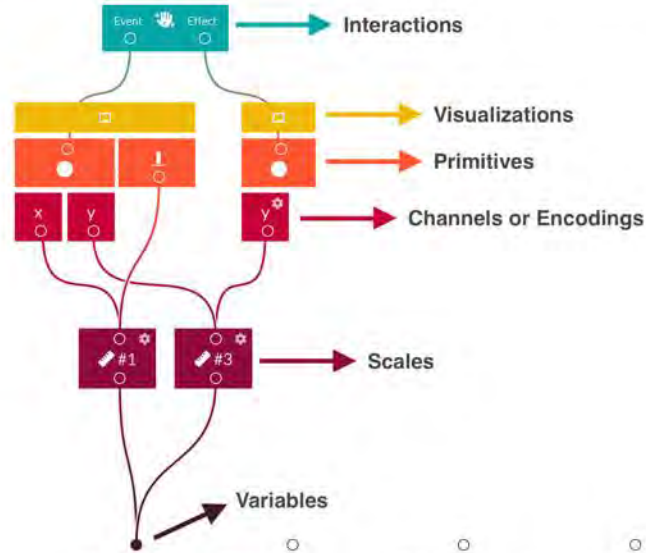 Event Effect
Interactions
Visualizations
Primitives
x y y
Channels or Encodings
#1 #3
Scales
Variables